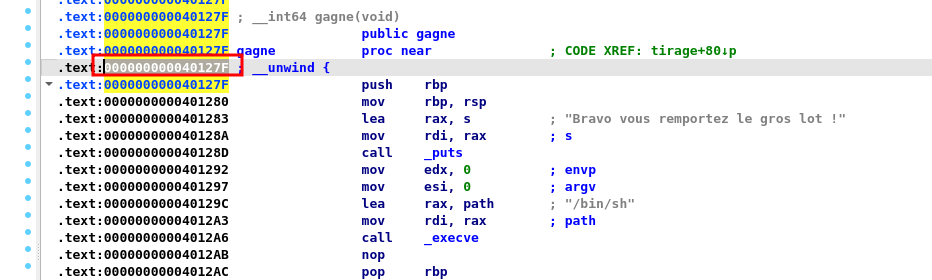 .text:000000000040127F ; __int64 gagne(void)
.text:000000000040127F public gagne
.text:000000000040127F gagne proc near ; CODE XREF: tirage+80↓p
.text:000000000040127F ; __unwind {
.text:000000000040127F push rbp
.text:0000000000401280 mov rbp, rsp
.text:0000000000401283 lea rax, s ; "Bravo vous remportez le gros lot !"
.text:000000000040128A mov rdi, rax ; s
.text:000000000040128D call _puts
.text:0000000000401292 mov edx, 0 ; envp
.text:0000000000401297 mov esi, 0 ; argv
.text:000000000040129C lea rax, path ; "/bin/sh"
.text:00000000004012A3 mov rdi, rax ; path
.text:00000000004012A6 call _execve
.text:00000000004012AB nop
.text:00000000004012AC pop rbp